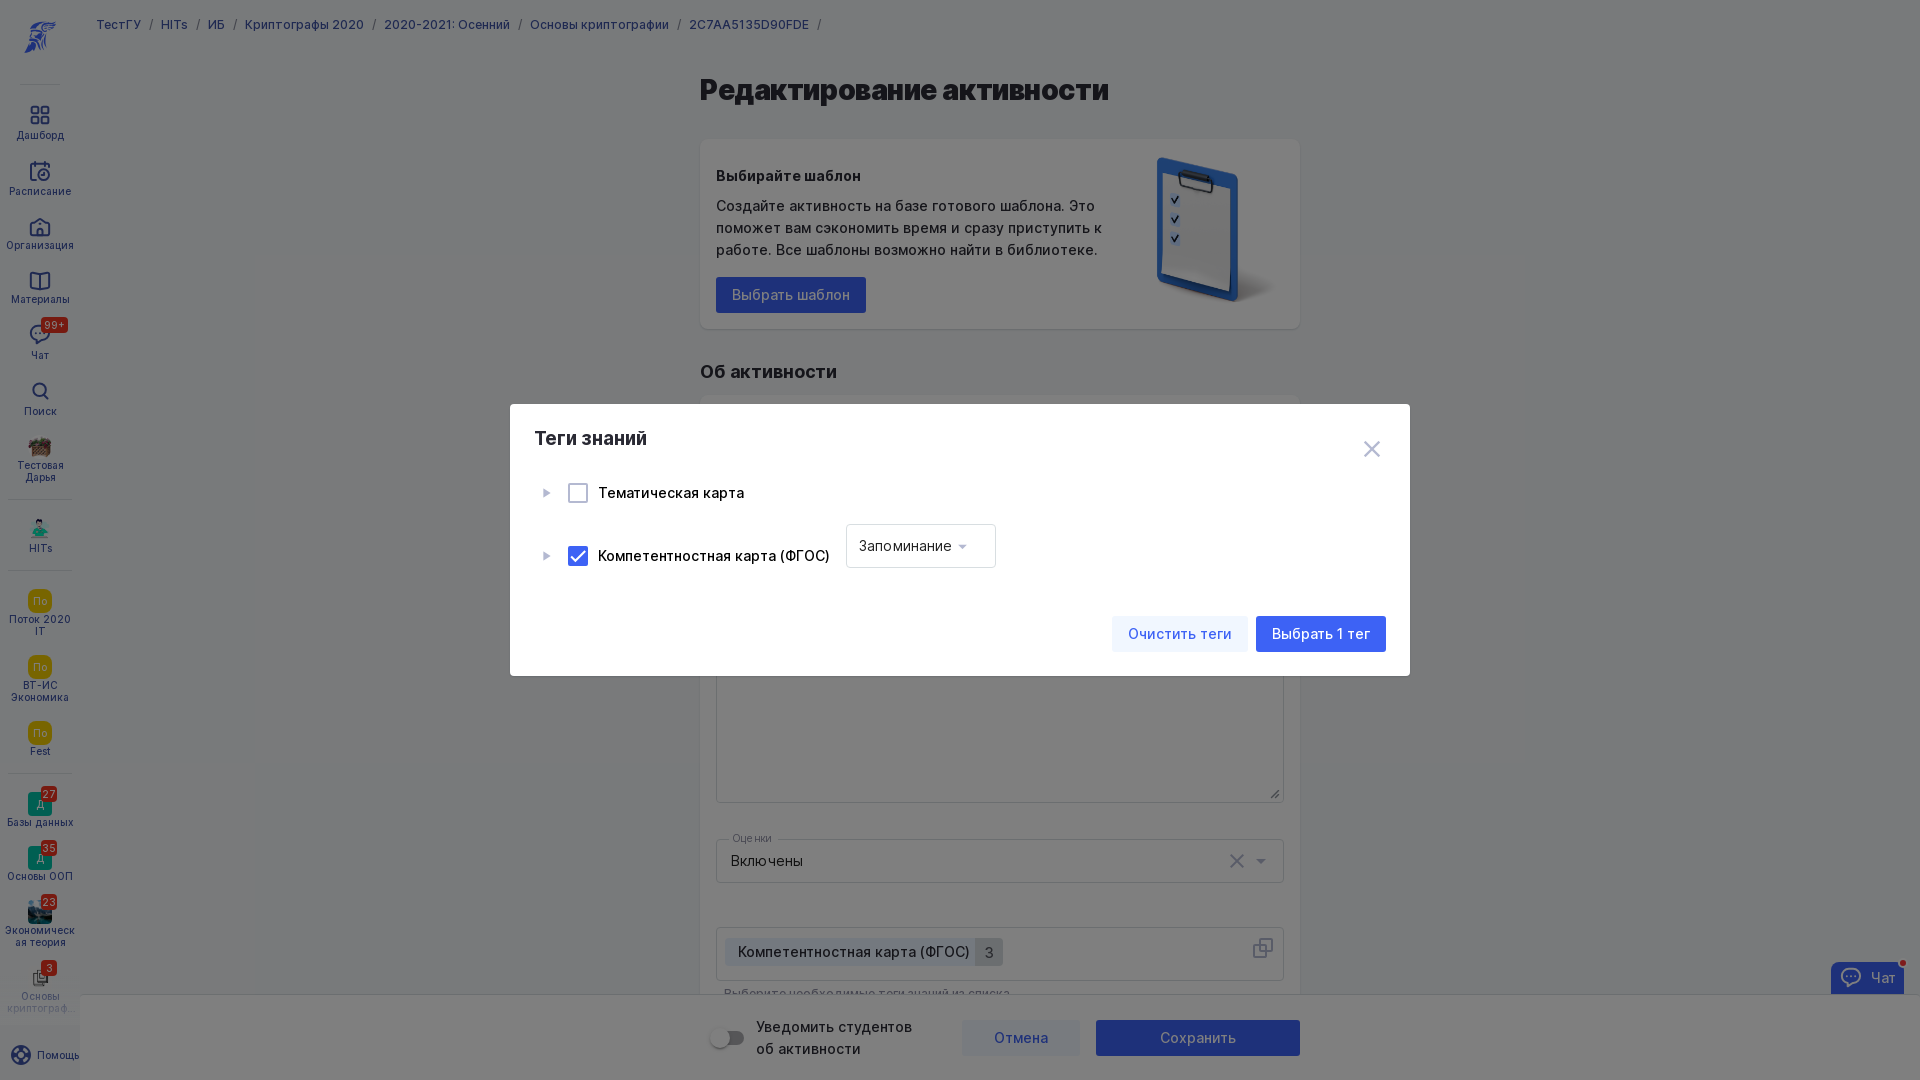 ТестГУ / HITs / ИБ / Криптографы 2020 / 2020-2021: Осенний / Основы криптографии / 2C7AA5135D90FDE /
Дашборд
Расписание
Организация
Материалы
99+
Чат
Поиск
Тестовая
Дарья
HITs
По
Поток 2020
IT
По
ВТ-ИС
Экономика
По
Fest
27
Д
Базы данных
35
Д
Основы ООП
23
Экономическ
ая теория
3
Основы
криптограф...
Помощь
Редактирование активности
Выбирайте шаблон
Создайте активность на базе готового шаблона. Это
поможет вам сэкономить время и сразу приступить к
работе. Все шаблоны возможно найти в библиотеке.
Выбрать шаблон
Об активности
Теги знаний
Тематическая карта
Компетентностная карта (ФГОС)
Запоминание
Очистить теги
Выбрать 1 тег
Оценки
Включены
Компетентностная карта (ФГОС) 3
Выберите необходимые теги знаний из списка
Уведомить студентов
об активности
Отмена
Сохранить
Чат